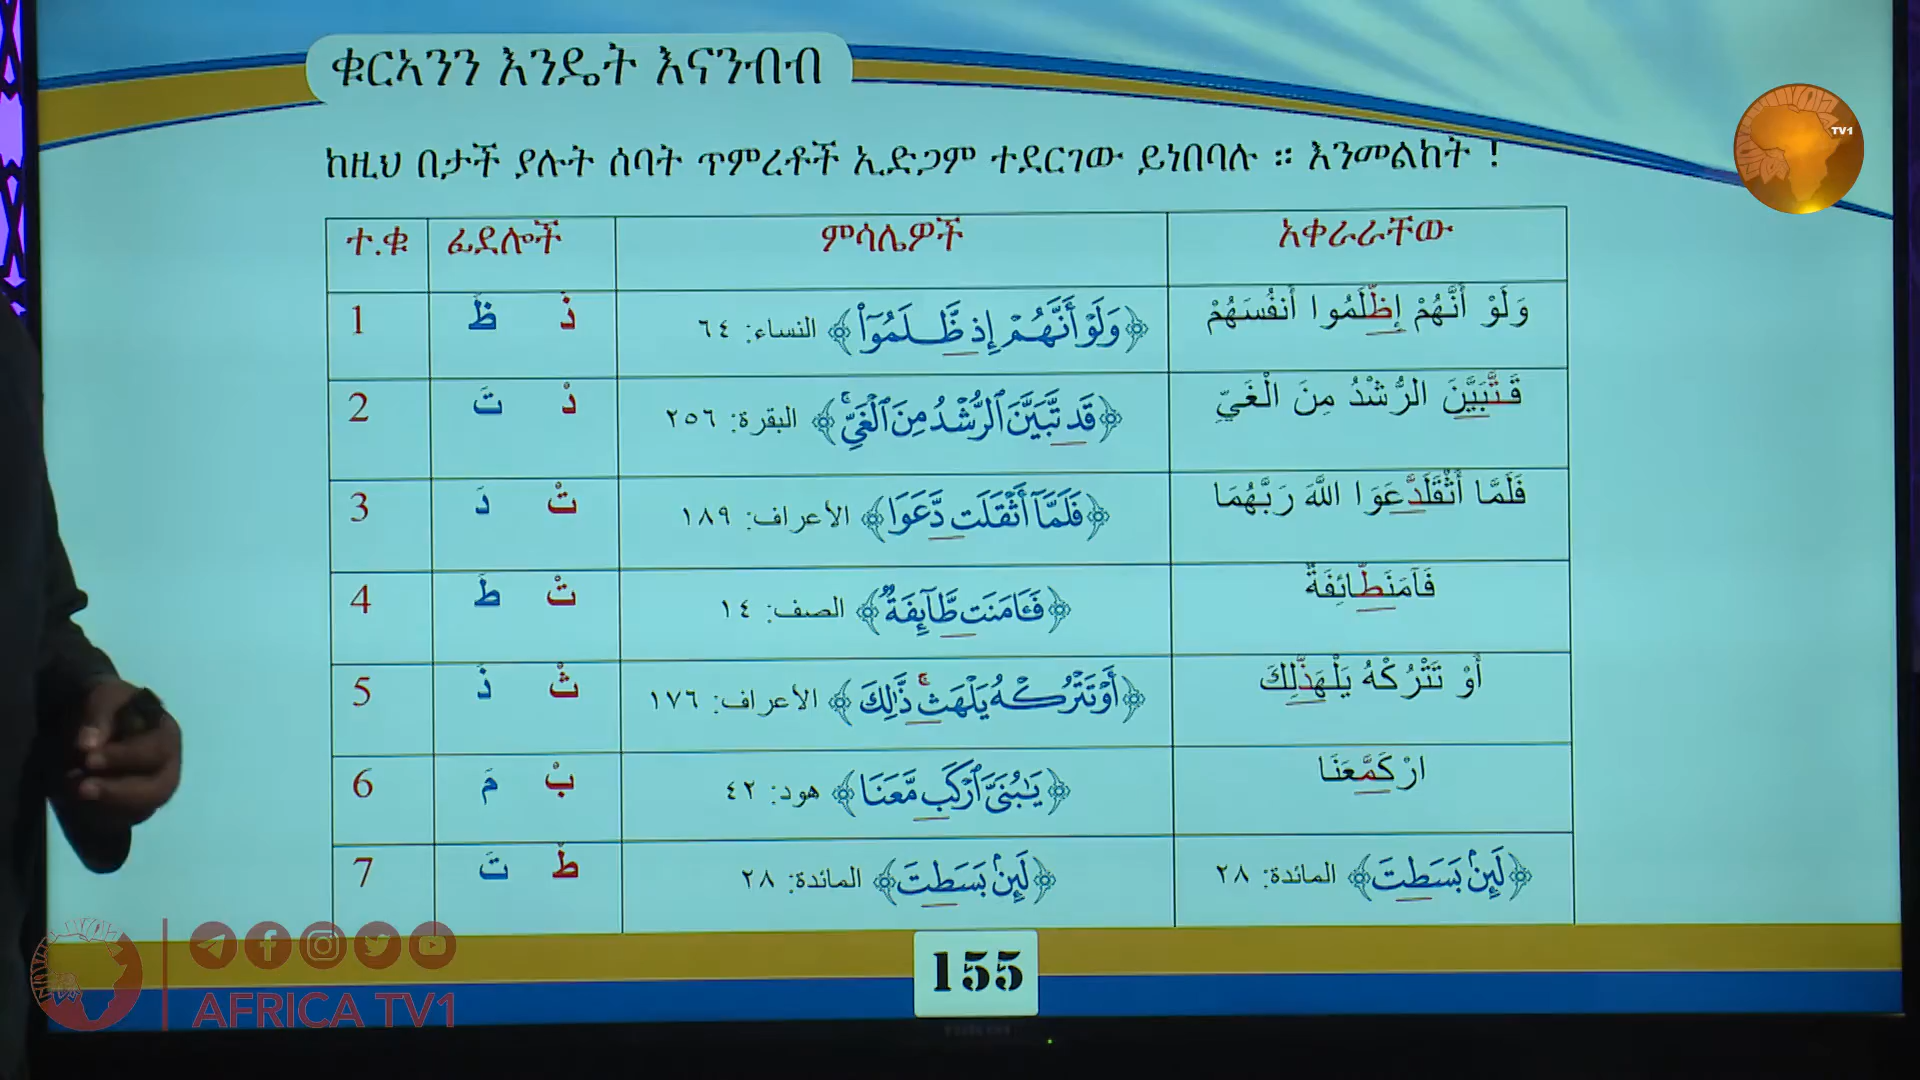 ቁርአንን እንዴት እናንብብ
TV1
ከዚህ በታች ያሉት ሰባት ጥምረቶች ኢድጋም ተደርገው ይነበባሉ ። እንመልከት !
ተ.ቁ ፊደሎች ምሳሌዎች አቀራራቸው
1 ذْ ظَ ﴿وَلَوْ أَنَّهُمْ إِذ ظَّلَمُوٓا۟﴾ النساء: ٦٤ وَلَوْ أَنَّهُمْ إِظَّلَمُوا أَنفُسَهُمْ
2 دْ تَ ﴿قَد تَّبَيَّنَ ٱلرُّشْدُ مِنَ ٱلْغَىِّ ۚ﴾ البقرة: ٢٥٦ قَتَّبَيَّنَ الرُّشْدُ مِنَ الْغَيِّ
3 تْ دَ ﴿فَلَمَّآ أَثْقَلَت دَّعَوَا﴾ الأعراف: ١٨٩ فَلَمَّا أَثْقَلَدَّعَوَا اللَّهَ رَبَّهُمَا
4 تْ طَ ﴿فَـَٔامَنَت طَّآئِفَةٌ﴾ الصف: ١٤ فَآمَنَطَّائِفَةٌ
5 ثْ ذَ ﴿أَوْ تَتْرُكْهُ يَلْهَث ۚ ذَّٰلِكَ﴾ الأعراف: ١٧٦ أَوْ تَتْرُكْهُ يَلْهَذَّلِكَ
6 بْ مَ ﴿يَـٰبُنَىَّ ٱرْكَب مَّعَنَا﴾ هود: ٤٢ ارْكَمَّعَنَا
7 طْ تَ ﴿لَئِنۢ بَسَطتَ﴾ المائدة: ٢٨ ﴿لَئِنۢ بَسَطتَ﴾ المائدة: ٢٨
155
AFRICA TV1